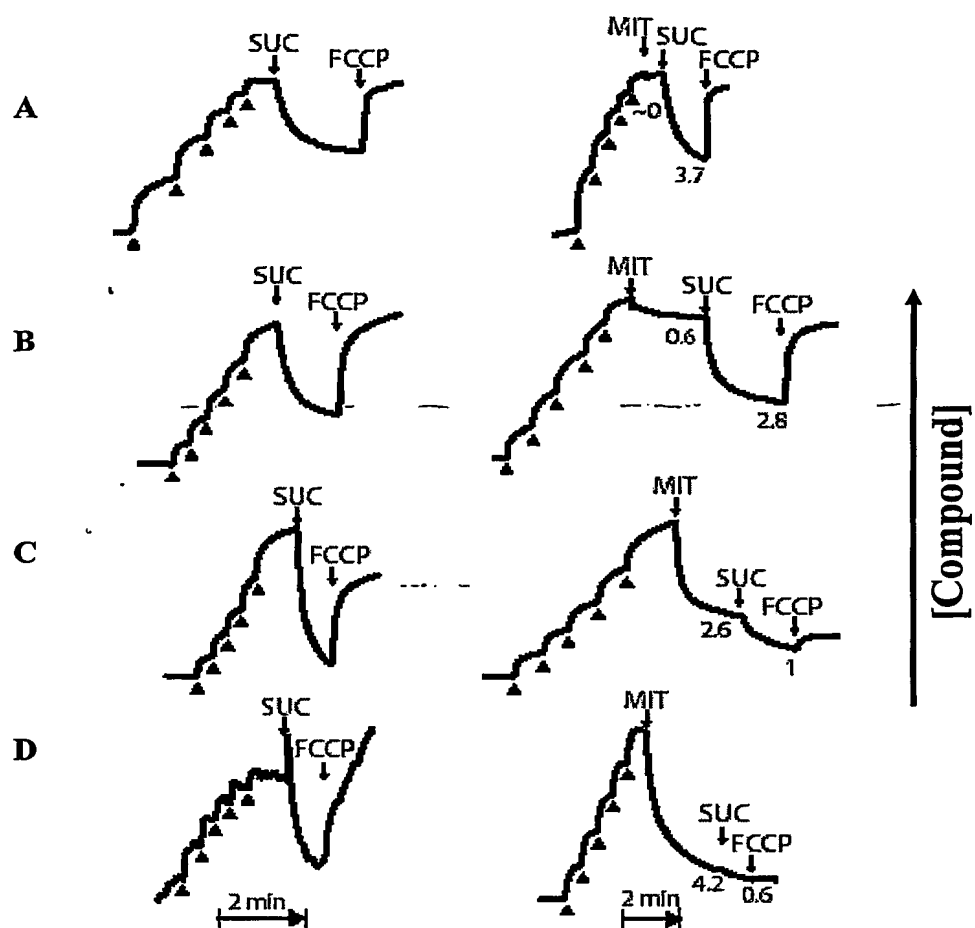 MIT
SUC SUC
FCCP FCCP
A
~0
3.7
SUC MIT SUC
FCCP FCCP
B
0.6
2.8
SUC MIT
C
FCCP SUC
FCCP
2.6
1
SUC MIT
D
FCCP
SUC
FCCP
4.2 0.6
2 min 2 min
[Compound]